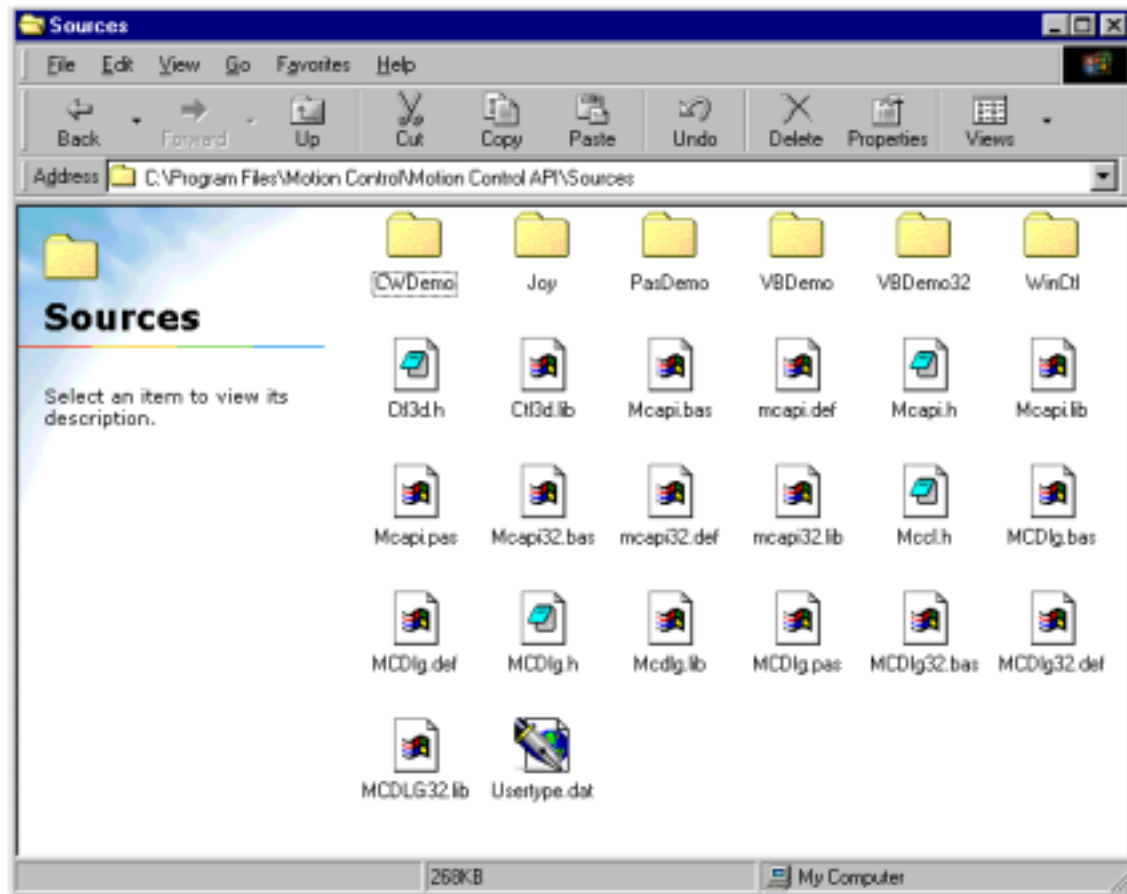 Sources
File Edit View Go Favorites Help
Back Forward Up Cut Copy Paste Undo Delete Properties Views
Address C:\Program Files\Motion Control\Motion Control API\Sources
Sources
Select an item to view its
description.
CWDemo Joy PasDemo VBDemo VBDemo32 WinCtl
Ctl3d.h Ctl3d.lib Mcapi.bas mcapi.def Mcapi.h Mcapi.lib
Mcapi.pas Mcapi32.bas mcapi32.def mcapi32.lib Mccl.h MCDlg.bas
MCDlg.def MCDlg.h Mcdlg.lib MCDlg.pas MCDlg32.bas MCDlg32.def
MCDLG32.lib Usertype.dat
268KB My Computer